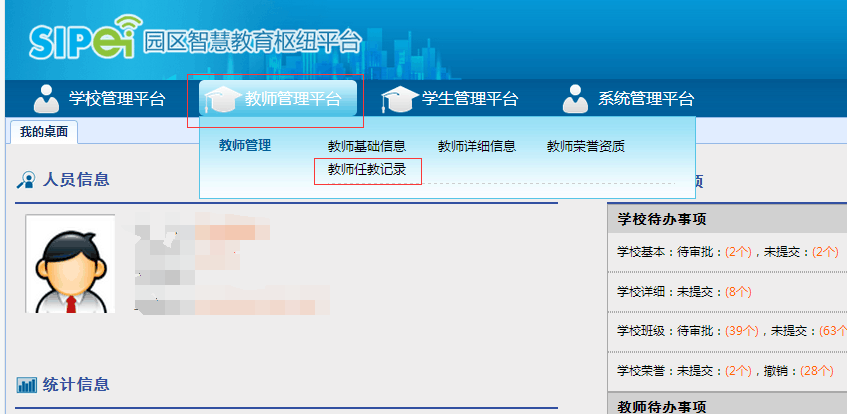 SIPEi 园区智慧教育枢纽平台
学校管理平台 教师管理平台 学生管理平台 系统管理平台
我的桌面
教师管理 教师基础信息 教师详细信息 教师荣誉资质
教师任教记录
人员信息
项
学校待办事项
学校基本：待审批：(2个)，未提交：(2个)
学校详细：未提交：(8个)
学校班级：待审批：(39个)，未提交：(63个
学校荣誉：未提交：(2个)，撤销：(28个)
统计信息
教师待办事项